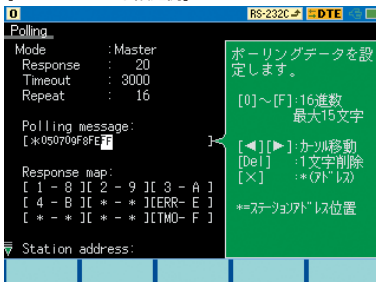 0 RS-232C DTE
Polling
Mode :Master
Response : 20
Timeout : 3000
Repeat : 16
Polling message:
[*050709F8FEFF ]
Response map:
[ 1 - 8 ][ 2 - 9 ][ 3 - A ]
[ 4 - B ][ * - * ][ERR- E ]
[ * - * ][ * - * ][TMO- F ]
Station address:
ポーリングデータを設
定します。
[0]～[F]:16進数
最大15文字
[◀][▶]:ｶｰｿﾙ移動
[Del] :1文字削除
[×] :*(ｱﾄﾞﾚｽ)
*=ｽﾃｰｼｮﾝｱﾄﾞﾚｽ位置